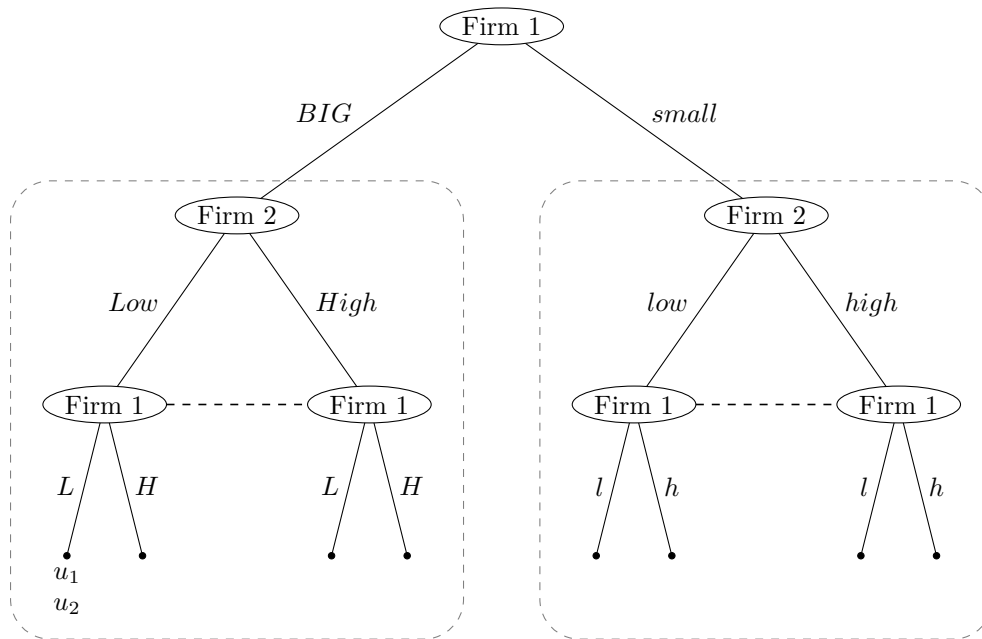 Firm 1
BIG
small
Firm 2
Firm 2
Low
High
low
high
Firm 1
Firm 1
Firm 1
Firm 1
L
H
L
H
l
h
l
h
u₁
u₂